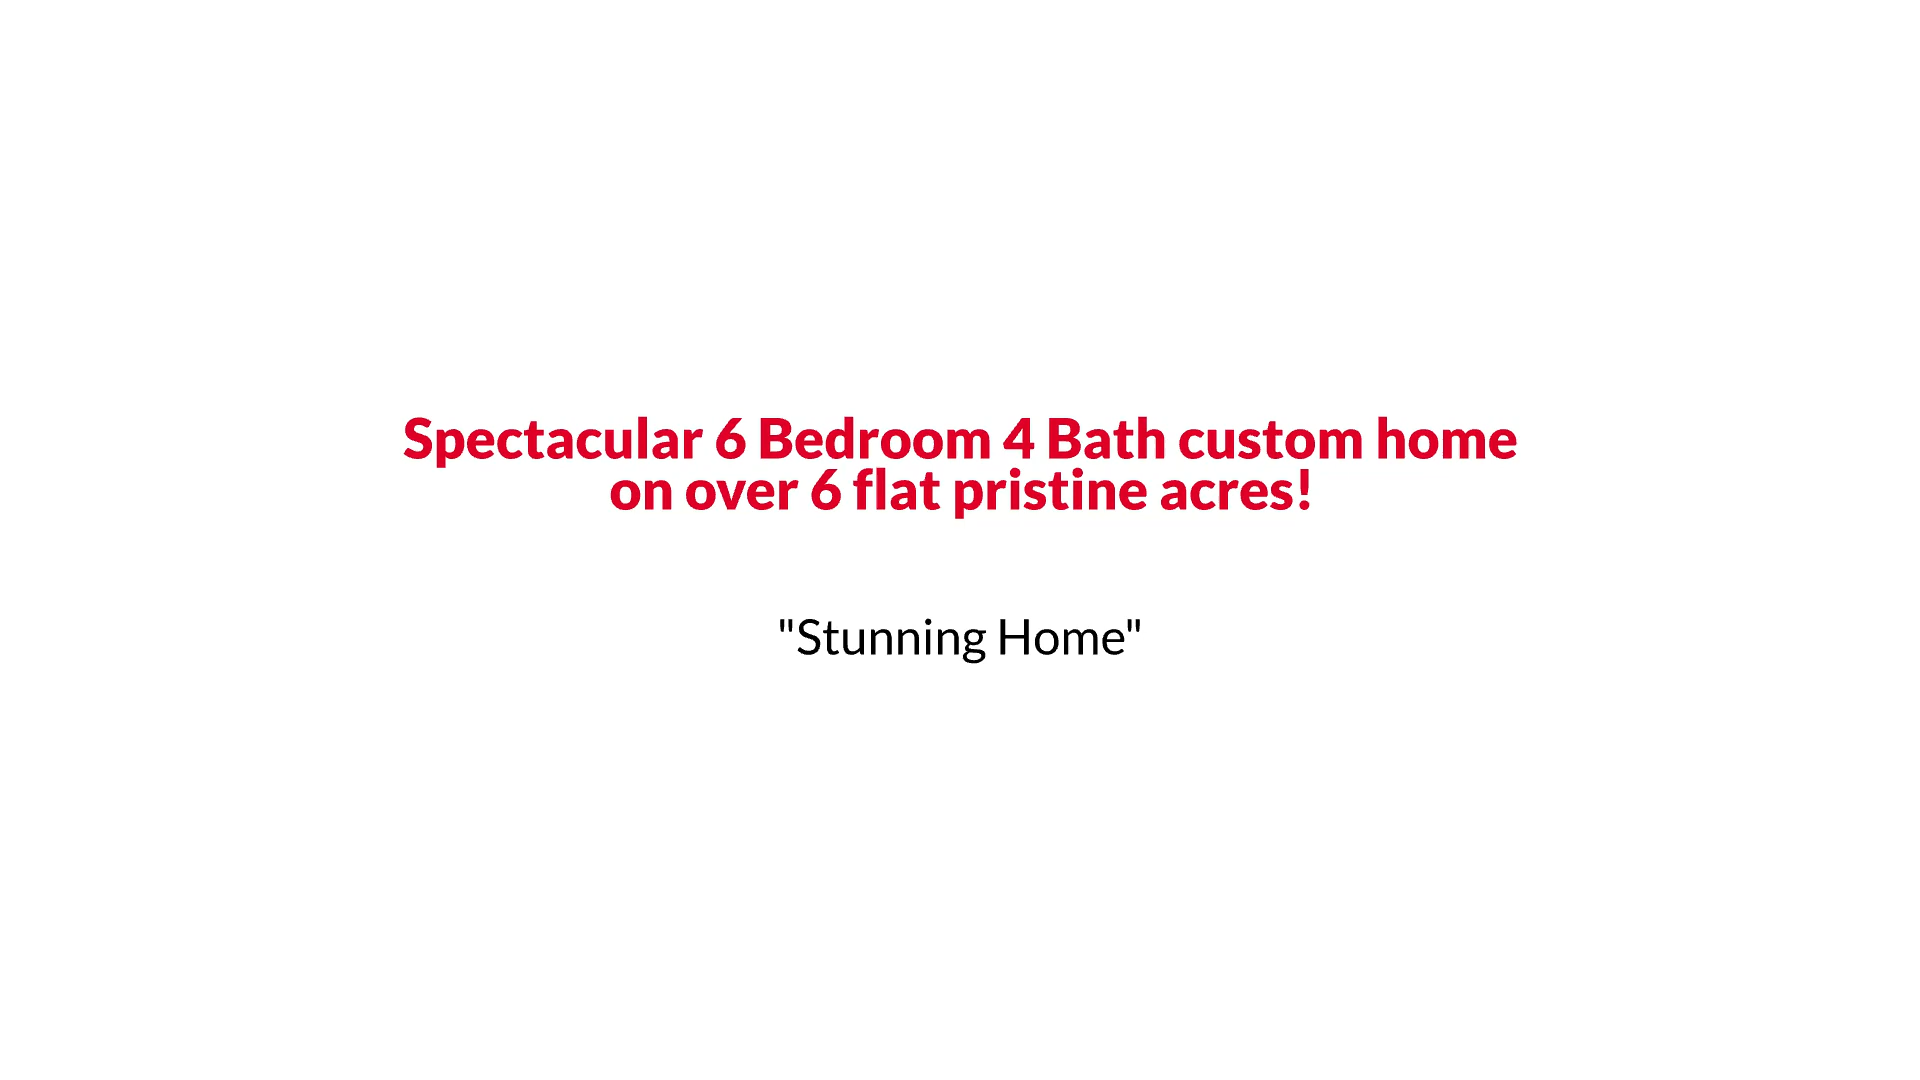 Spectacular 6 Bedroom 4 Bath custom home
on over 6 flat pristine acres!
"Stunning Home"